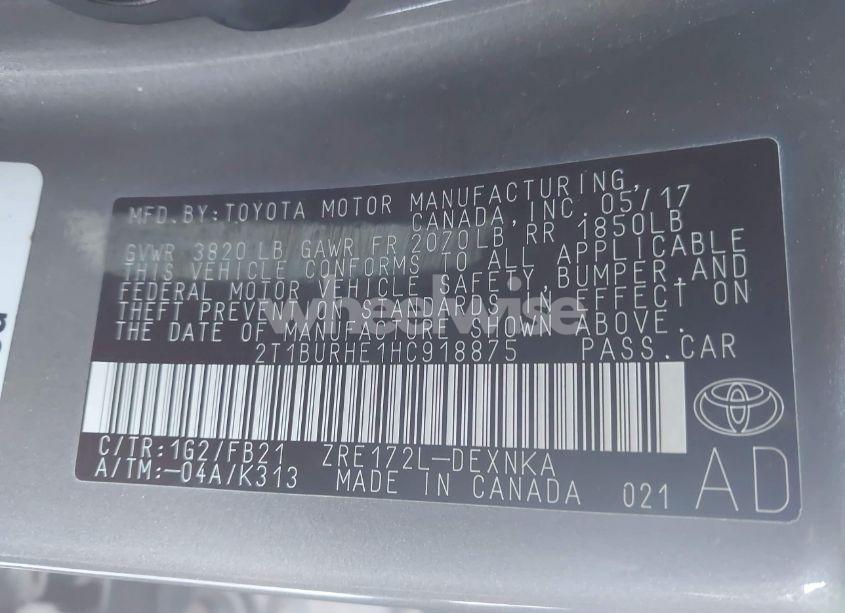 MFD. BY: TOYOTA MOTOR MANUFACTURING,
CANADA, INC. 05/17
GVWR 3820 LB GAWR FR 2070LB RR 1850LB
THIS VEHICLE CONFORMS TO ALL APPLICABLE
FEDERAL MOTOR VEHICLE SAFETY, BUMPER, AND
THEFT PREVENTION STANDARDS IN EFFECT ON
THE DATE OF MANUFACTURE SHOWN ABOVE.
wheelwise
2T1BURHE1HC918875 PASS. CAR
C/TR: 1G2/FB21 ZRE172L-DEXNKA
A/TM: -04A/K313 MADE IN CANADA 021 AD